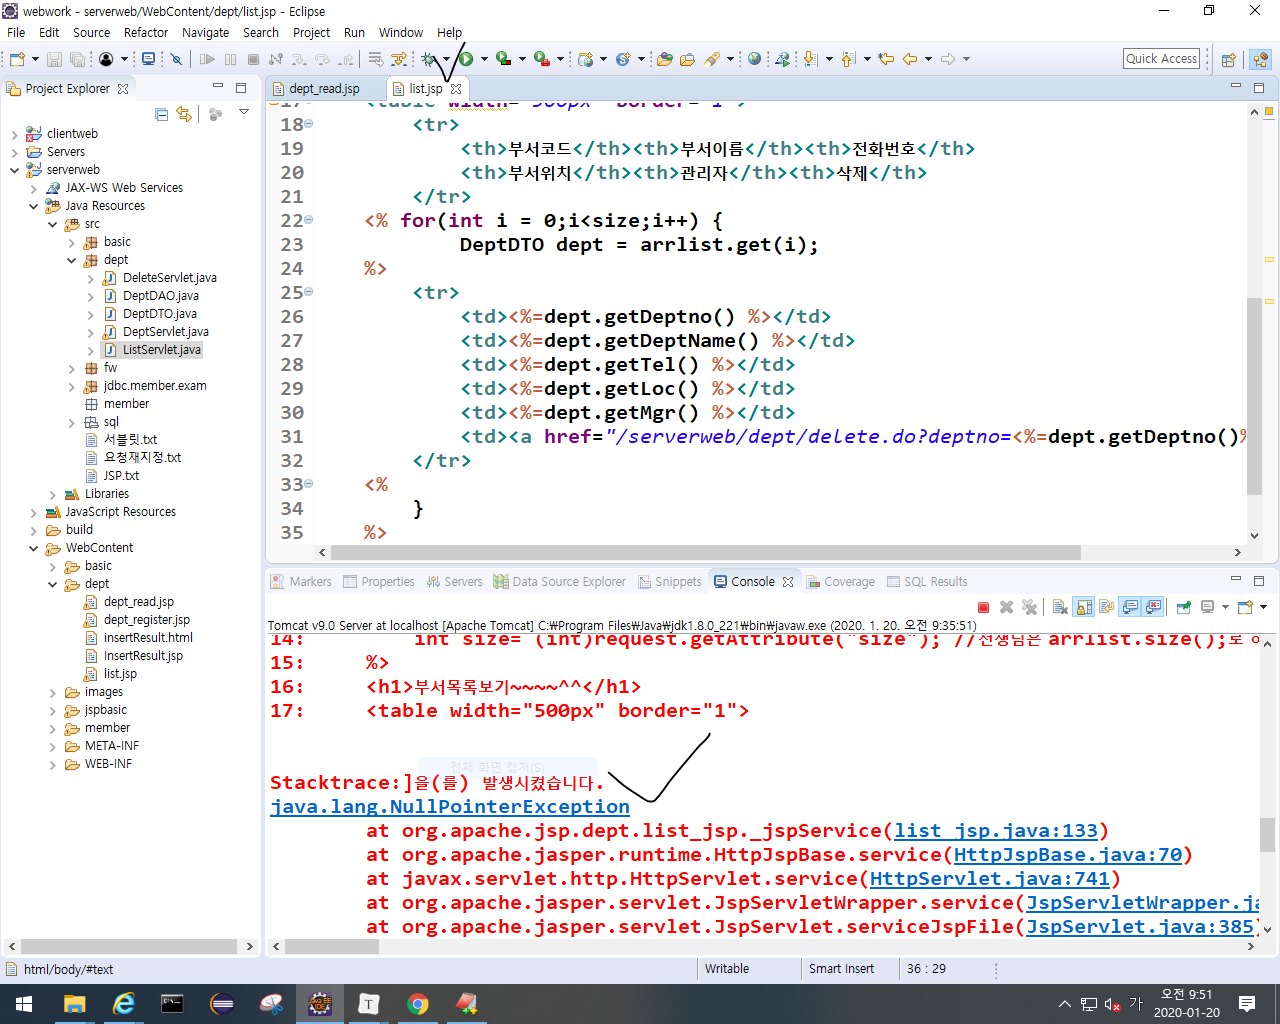 webwork - serverweb/WebContent/dept/list.jsp - Eclipse
File Edit Source Refactor Navigate Search Project Run Window Help
Quick Access
Project Explorer
dept_read.jsp
list.jsp
clientweb
Servers
serverweb
JAX-WS Web Services
Java Resources
src
basic
dept
DeleteServlet.java
DeptDAO.java
DeptDTO.java
DeptServlet.java
ListServlet.java
fw
jdbc.member.exam
member
sql
서블릿.txt
요청재지정.txt
JSP.txt
Libraries
JavaScript Resources
build
WebContent
basic
dept
dept_read.jsp
dept_register.jsp
insertResult.html
InsertResult.jsp
list.jsp
images
jspbasic
member
META-INF
WEB-INF
17 <table width="500px" border="1">
18 <tr>
19 <th>부서코드</th><th>부서이름</th><th>전화번호</th>
20 <th>부서위치</th><th>관리자</th><th>삭제</th>
21 </tr>
22 <% for(int i = 0;i<size;i++) {
23 DeptDTO dept = arrlist.get(i);
24 %>
25 <tr>
26 <td><%=dept.getDeptno() %></td>
27 <td><%=dept.getDeptName() %></td>
28 <td><%=dept.getTel() %></td>
29 <td><%=dept.getLoc() %></td>
30 <td><%=dept.getMgr() %></td>
31 <td><a href="/serverweb/dept/delete.do?deptno=<%=dept.getDeptno()%
32 </tr>
33 <%
34 }
35 %>
Markers Properties Servers Data Source Explorer Snippets Console Coverage SQL Results
Tomcat v9.0 Server at localhost [Apache Tomcat] C:₩Program Files₩Java₩jdk1.8.0_221₩bin₩javaw.exe (2020. 1. 20. 오전 9:35:51)
14: int size= (int)request.getAttribute("size"); //선생님은 arrlist.size();로
15: %>
16: <h1>부서목록보기~~~~^^</h1>
17: <table width="500px" border="1">
전체 화면 캡처(S)
Stacktrace:]을(를) 발생시켰습니다.
java.lang.NullPointerException
at org.apache.jsp.dept.list_jsp._jspService(list_jsp.java:133)
at org.apache.jasper.runtime.HttpJspBase.service(HttpJspBase.java:70)
at javax.servlet.http.HttpServlet.service(HttpServlet.java:741)
at org.apache.jasper.servlet.JspServletWrapper.service(JspServletWrapper.ja
at org.apache.jasper.servlet.JspServlet.serviceJspFile(JspServlet.java:385)
html/body/#text
Writable
Smart Insert
36 : 29
가
오전 9:51
2020-01-20